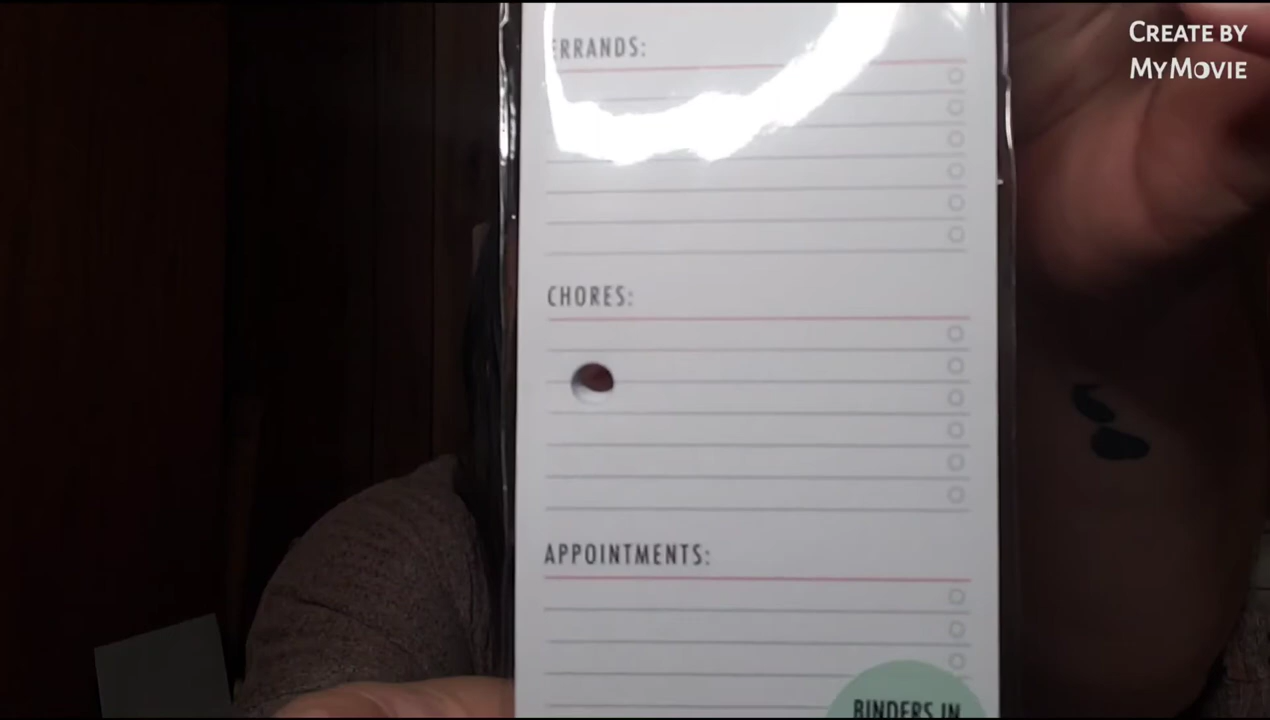 CREATE BY
MYMOVIE
ERRANDS:
CHORES:
APPOINTMENTS:
BINDERS IN